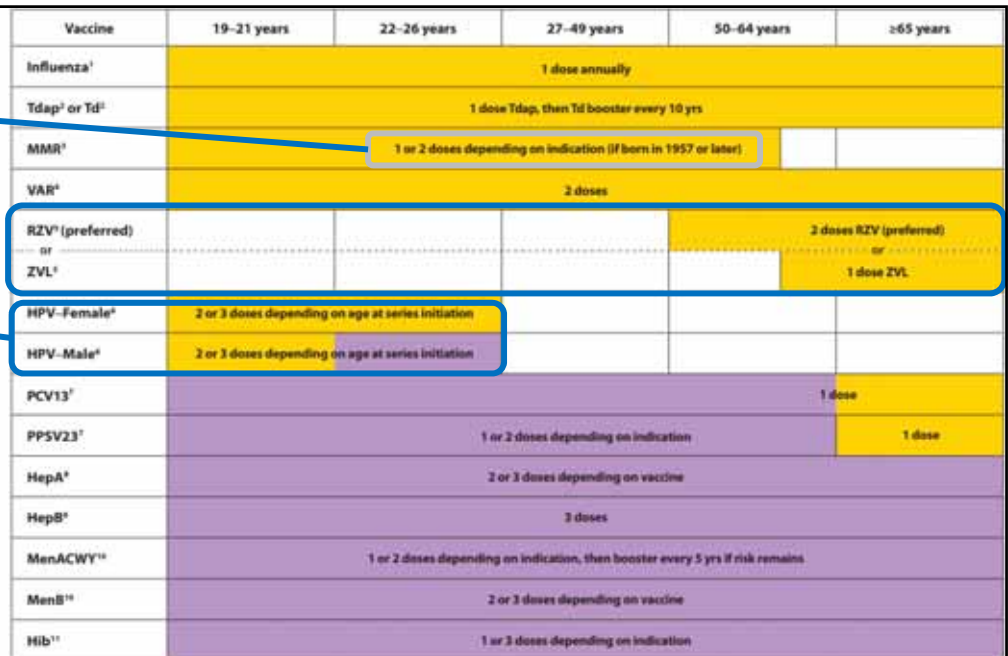 Vaccine 19–21 years 22–26 years 27–49 years 50–64 years ≥65 years
Influenza¹ 1 dose annually
Tdap² or Td² 1 dose Tdap, then Td booster every 10 yrs
MMR³ 1 or 2 doses depending on indication (if born in 1957 or later)
VAR⁴ 2 doses
RZV⁵ (preferred) 2 doses RZV (preferred)
or or
ZVL⁵ 1 dose ZVL
HPV–Female⁶ 2 or 3 doses depending on age at series initiation
HPV–Male⁶ 2 or 3 doses depending on age at series initiation
PCV13⁷ 1 dose
PPSV23⁷ 1 or 2 doses depending on indication 1 dose
HepA⁸ 2 or 3 doses depending on vaccine
HepB⁹ 3 doses
MenACWY¹⁰ 1 or 2 doses depending on indication, then booster every 5 yrs if risk remains
MenB¹⁰ 2 or 3 doses depending on vaccine
Hib¹¹ 1 or 3 doses depending on indication